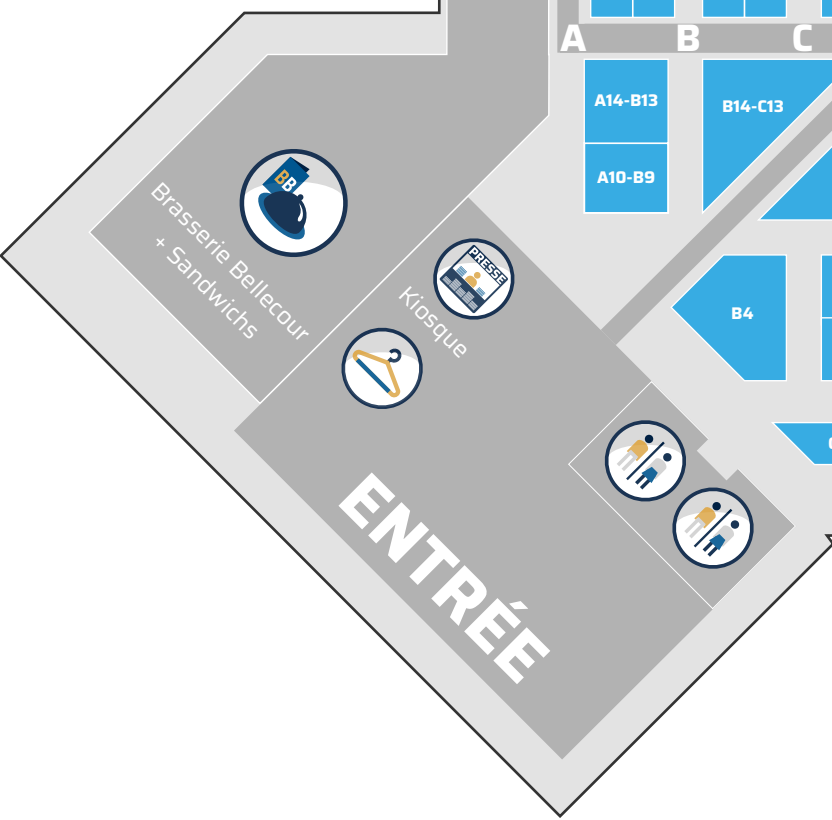 A B C
A14-B13
B14-C13
A10-B9
BB
Brasserie Bellecour
+ Sandwichs
PRESSE
Kiosque
B4
ENTRÉE